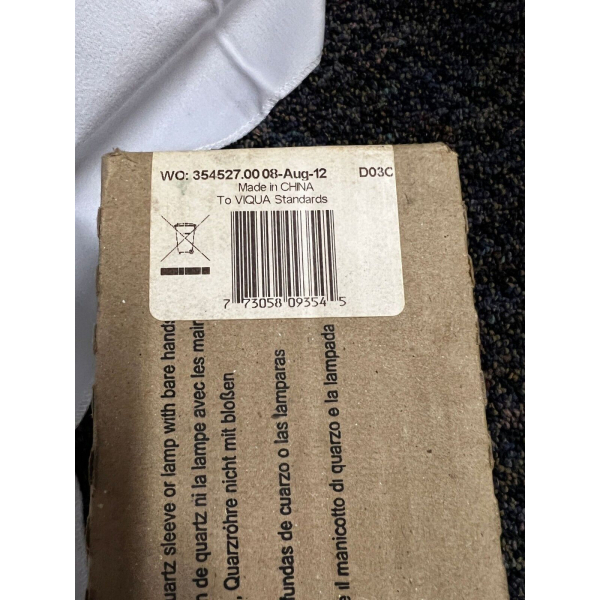 WO: 354527.00 08-Aug-12 D03C
Made in CHINA
To VIQUA Standards
7 73058 09354 5
quartz sleeve or lamp with bare hands
n de quartz ni la lampe avec les main
, Quarzröhre nicht mit bloßen
fundas de cuarzo o las lamparas
e il manicotto di quarzo e la lampada